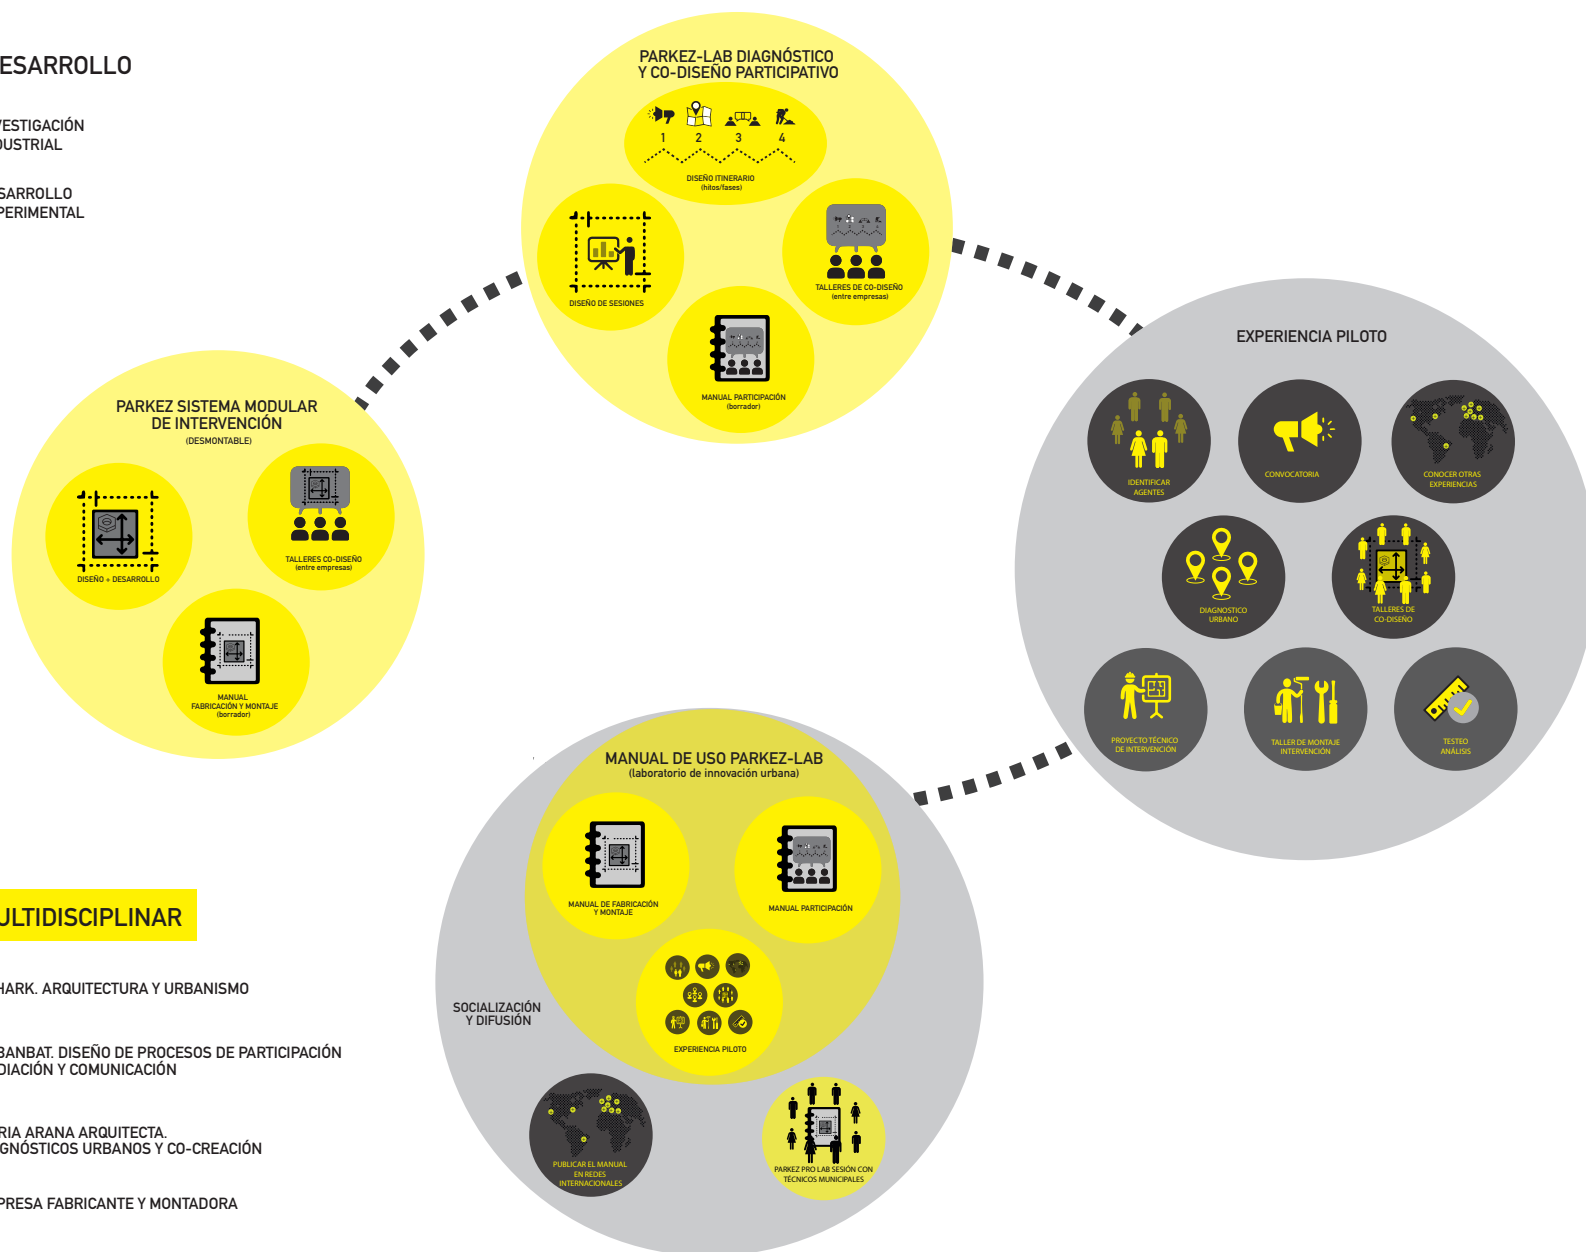 ESARROLLO
VESTIGACIÓN
DUSTRIAL
SARROLLO
PERIMENTAL
PARKEZ-LAB DIAGNÓSTICO
Y CO-DISEÑO PARTICIPATIVO
1 2 3 4
DISEÑO ITINERARIO
(hitos/fases)
DISEÑO DE SESIONES
TALLERES DE CO-DISEÑO
(entre empresas)
MANUAL PARTICIPACIÓN
(borrador)
PARKEZ SISTEMA MODULAR
DE INTERVENCIÓN
(DESMONTABLE)
DISEÑO + DESARROLLO
TALLERES CO-DISEÑO
(entre empresas)
MANUAL
FABRICACIÓN Y MONTAJE
(borrador)
EXPERIENCIA PILOTO
IDENTIFICAR
AGENTES
CONVOCATORIA
CONOCER OTRAS
EXPERIENCIAS
DIAGNOSTICO
URBANO
TALLERES DE
CO-DISEÑO
PROYECTO TÉCNICO
DE INTERVENCIÓN
TALLER DE MONTAJE
INTERVENCIÓN
TESTEO
ANÁLISIS
MANUAL DE USO PARKEZ-LAB
(laboratorio de innovación urbana)
MANUAL DE FABRICACIÓN
Y MONTAJE
MANUAL PARTICIPACIÓN
EXPERIENCIA PILOTO
SOCIALIZACIÓN
Y DIFUSIÓN
PUBLICAR EL MANUAL
EN REDES
INTERNACIONALES
PARKEZ PRO LAB SESIÓN CON
TÉCNICOS MUNICIPALES
ULTIDISCIPLINAR
HARK. ARQUITECTURA Y URBANISMO
BANBAT. DISEÑO DE PROCESOS DE PARTICIPACIÓN
DIACIÓN Y COMUNICACIÓN
RIA ARANA ARQUITECTA.
GNÓSTICOS URBANOS Y CO-CREACIÓN
PRESA FABRICANTE Y MONTADORA